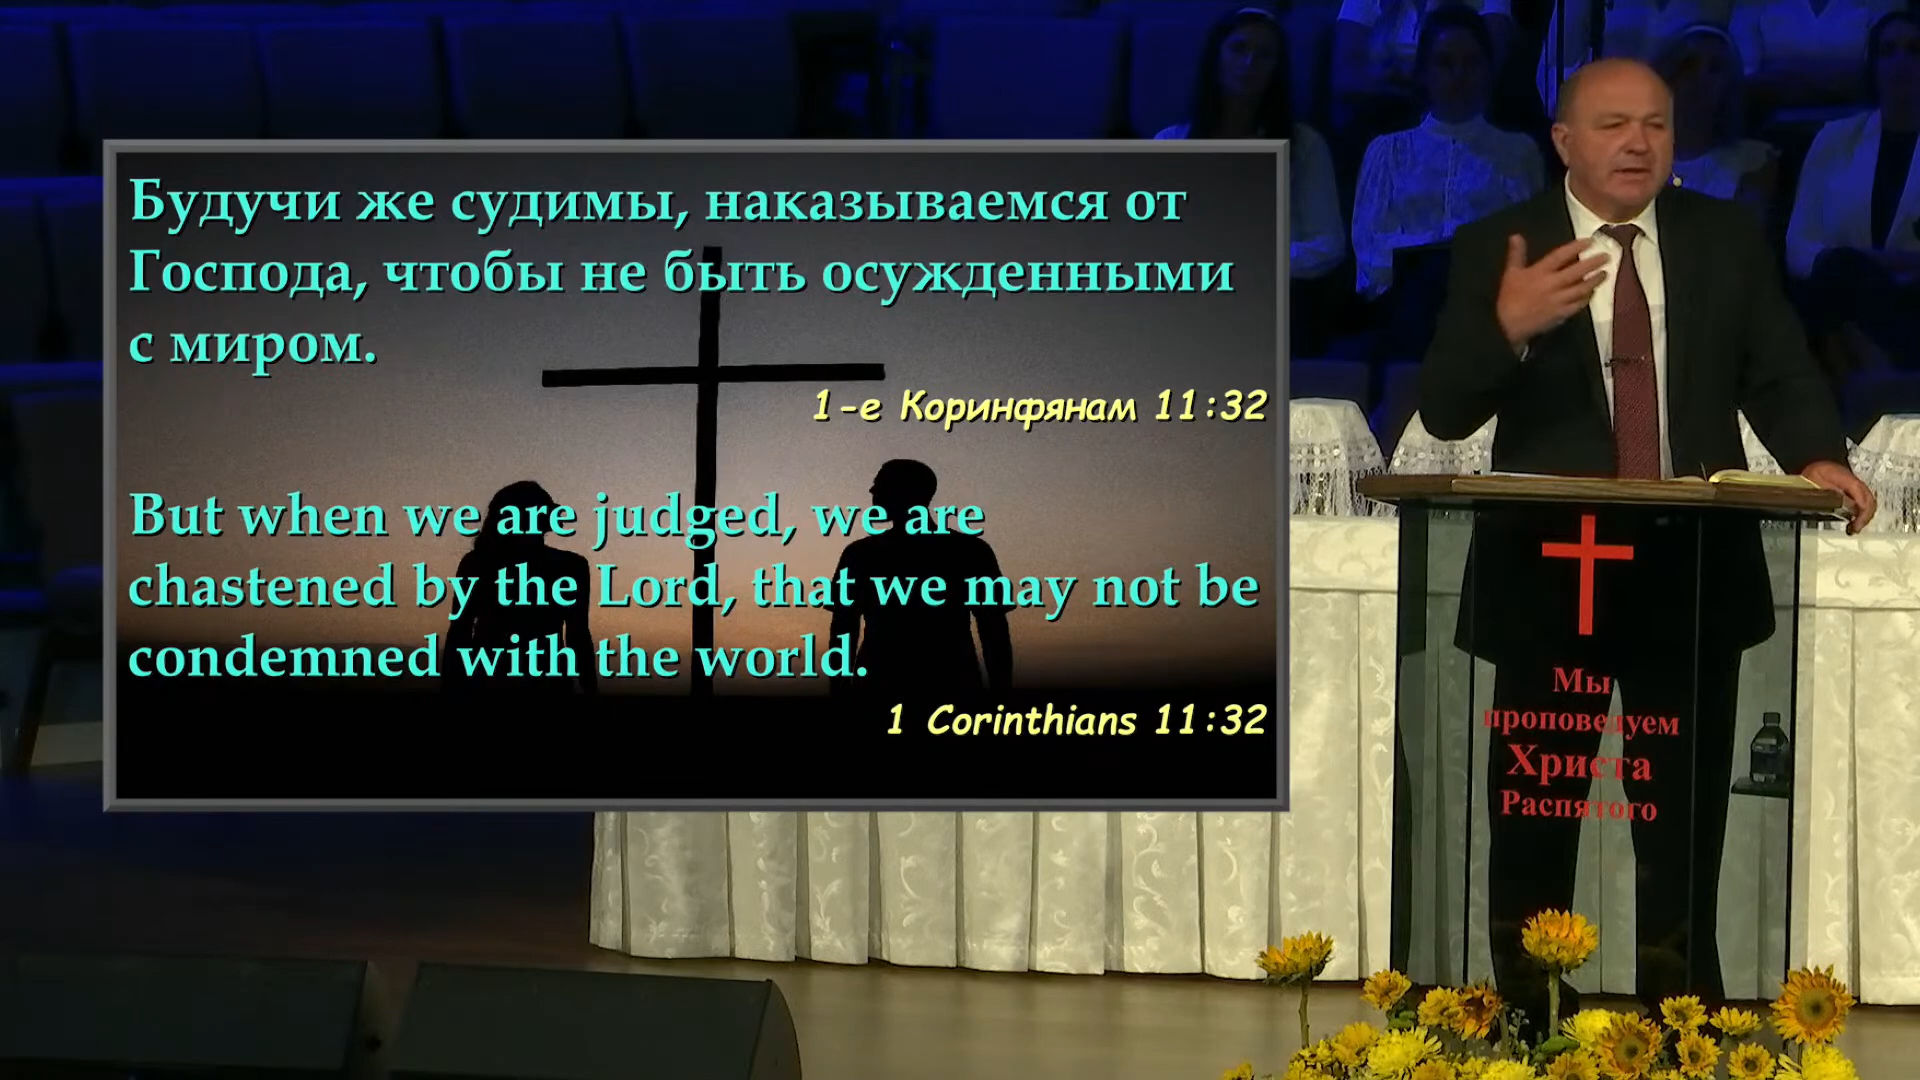 Будучи же судимы, наказываемся от
Господа, чтобы не быть осужденными
с миром.
1-е Коринфянам 11:32
But when we are judged, we are
chastened by the Lord, that we may not be
condemned with the world.
1 Corinthians 11:32
Мы
проповедуем
Христа
Распятого